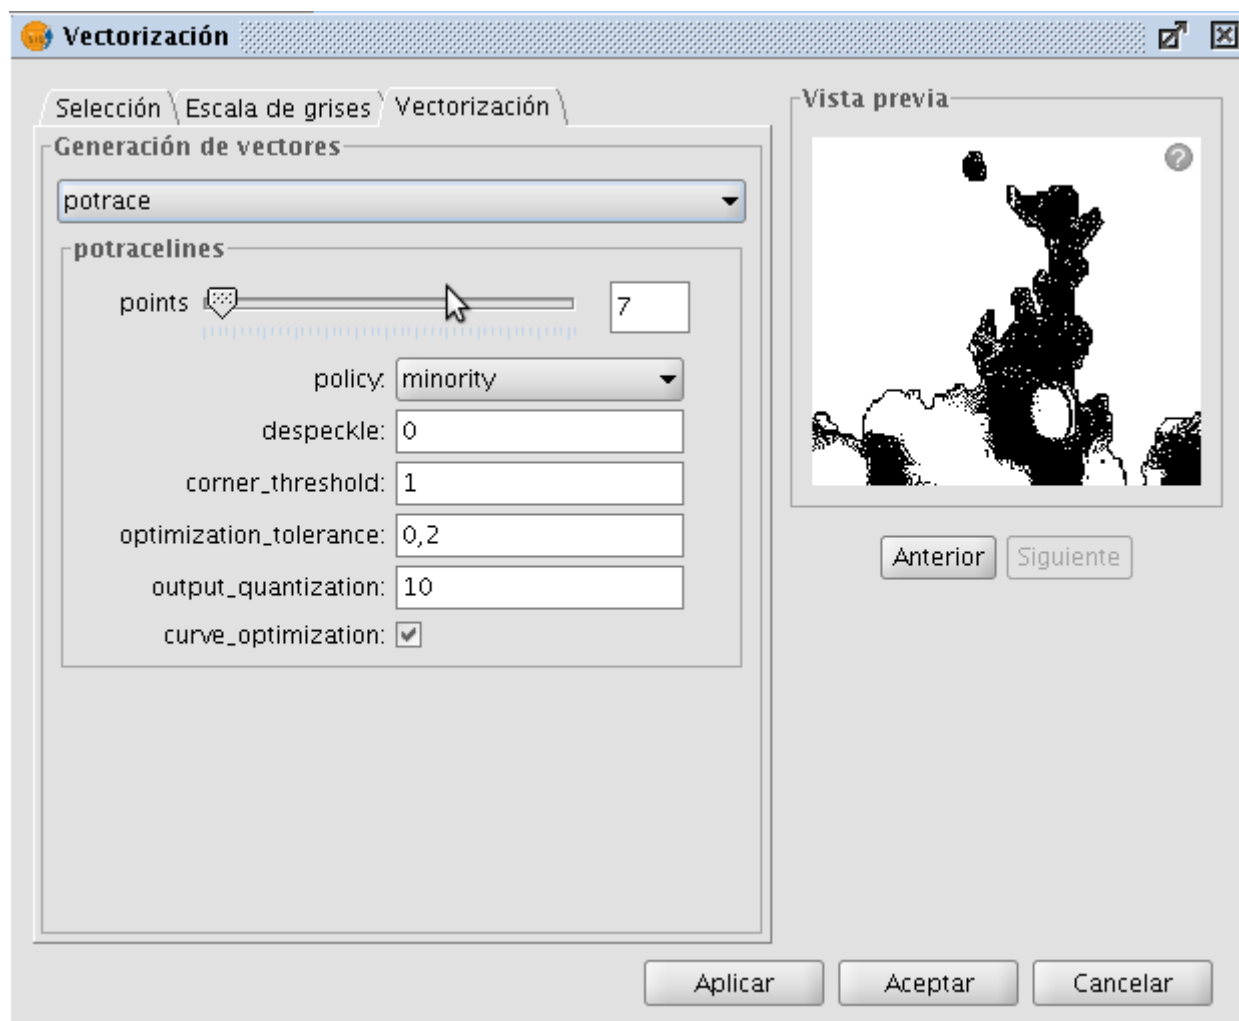 Vectorización
Selección Escala de grises Vectorización
Generación de vectores
potrace
potracelines
points 7
policy: minority
despeckle: 0
corner_threshold: 1
optimization_tolerance: 0,2
output_quantization: 10
curve_optimization:
Vista previa
?
Anterior Siguiente
Aplicar Aceptar Cancelar